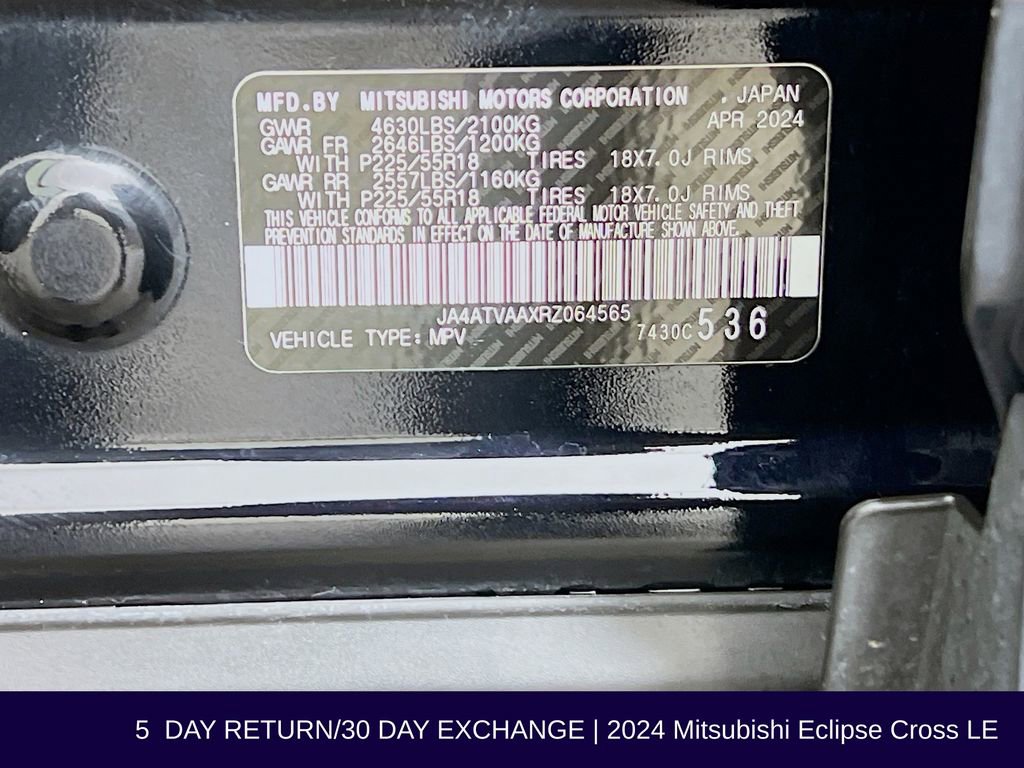 MFD.BY MITSUBISHI MOTORS CORPORATION , JAPAN
APR 2024
GVWR 4630LBS/2100KG
GAWR FR 2646LBS/1200KG
WITH P225/55R18 TIRES 18X7.0J RIMS
GAWR RR 2557LBS/1160KG
WITH P225/55R18 TIRES 18X7.0J RIMS
THIS VEHICLE CONFORMS TO ALL APPLICABLE FEDERAL MOTOR VEHICLE SAFETY AND THEFT
PREVENTION STANDARDS IN EFFECT ON THE DATE OF MANUFACTURE SHOWN ABOVE.
JA4ATVAAXRZ064565
VEHICLE TYPE: MPV 7430C 536
5 DAY RETURN/30 DAY EXCHANGE | 2024 Mitsubishi Eclipse Cross LE